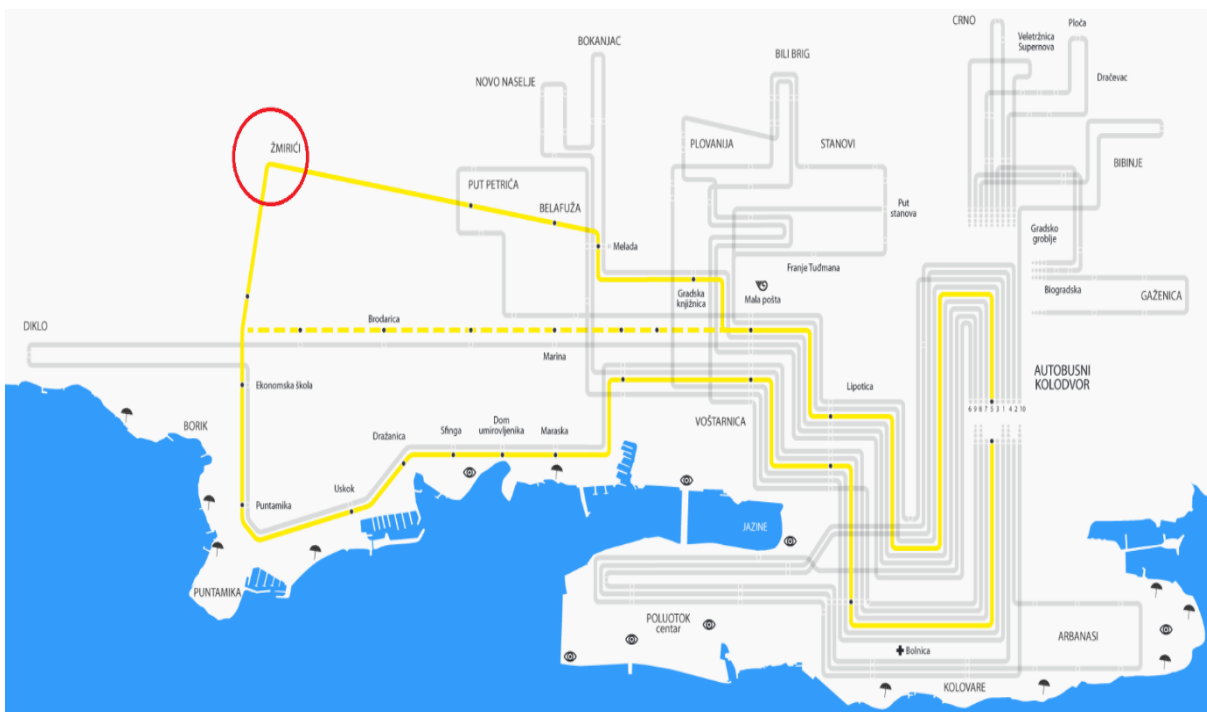 CRNO
Ploča
Veletržnica
Supernova
BOKANJAC
BILI BRIG
NOVO NASELJE
Dračevac
ŽMIRIĆI
PLOVANIJA
STANOVI
BIBINJE
PUT PETRIĆA
BELAFUŽA
Put
stanova
Melada
Gradsko
groblje
Franje Tuđmana
Gradska
knjižnica
Mala pošta
Biogradska
GAŽENICA
DIKLO
Brodarica
Marina
AUTOBUSNI
KOLODVOR
Ekonomska škola
Lipotica
6 9 8 7 5 3 1 4 2 10
BORIK
Dražanica
Sfinga
Dom
umirovljenika
Maraska
VOŠTARNICA
Uskok
Puntamika
JAZINE
PUNTAMIKA
POLUOTOK
centar
ARBANASI
Bolnica
KOLOVARE